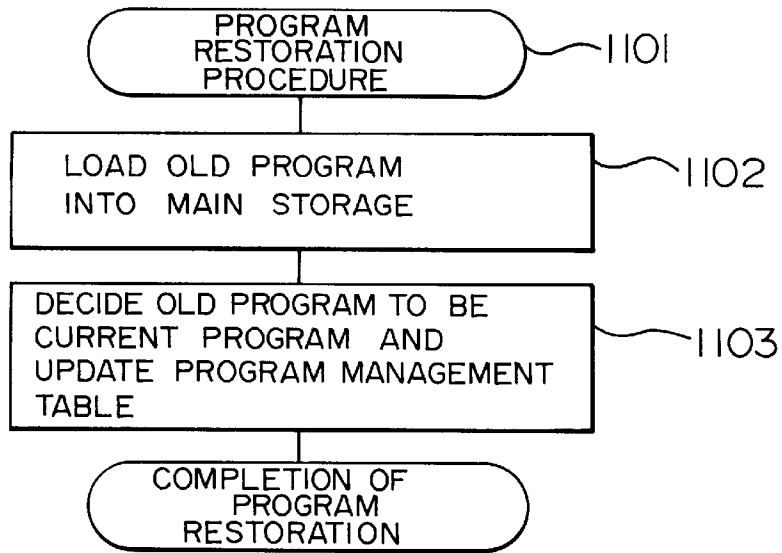 PROGRAM
RESTORATION
PROCEDURE
1101
LOAD OLD PROGRAM
INTO MAIN STORAGE
1102
DECIDE OLD PROGRAM TO BE
CURRENT PROGRAM AND
UPDATE PROGRAM MANAGEMENT
TABLE
1103
COMPLETION OF
PROGRAM
RESTORATION